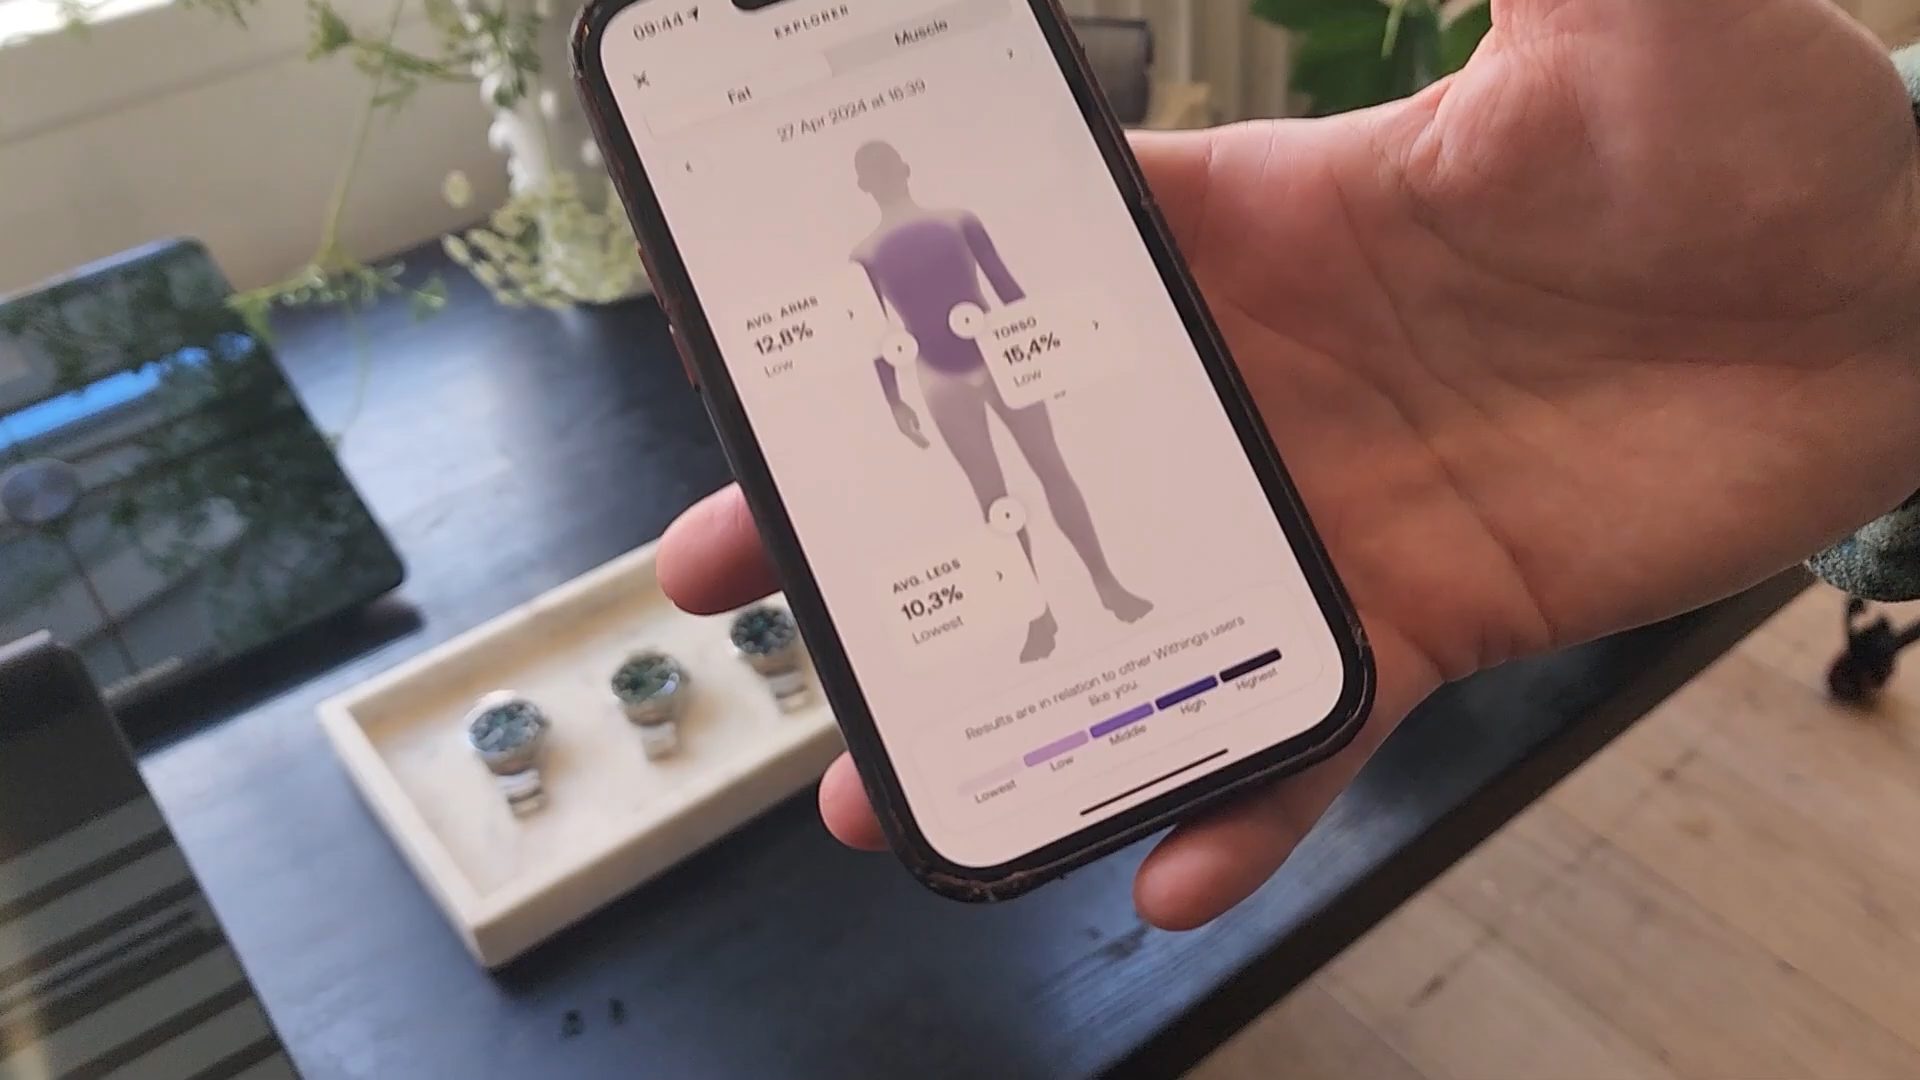 09:44
EXPLORER
Fat
Muscle
27 Apr 2024 at 16:39
AVG. ARMS
12,8%
Low
TORSO
15,4%
Low
AVG. LEGS
10,3%
Lowest
Results are in relation to other Withings users
like you.
Lowest
Low
Middle
High
Highest